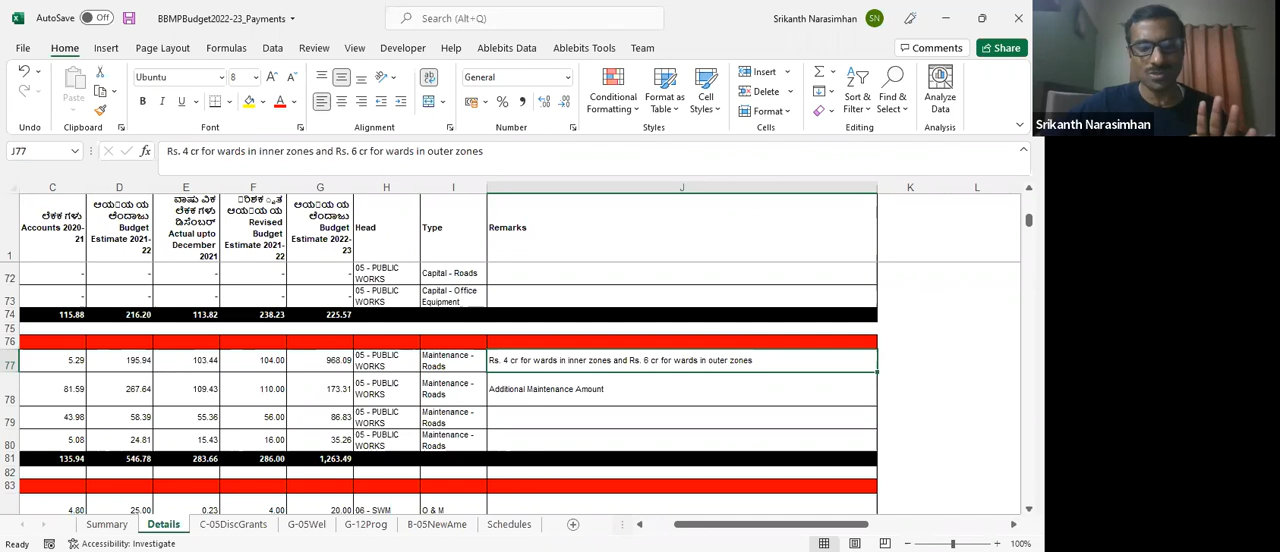 AutoSave Off BBMPBudget2022-23_Payments Search (Alt+Q) Srikanth Narasimhan SN
File Home Insert Page Layout Formulas Data Review View Developer Help Ablebits Data Ablebits Tools Team Comments Share
Paste Ubuntu 8 General Conditional Formatting Format as Table Cell Styles Insert Delete Format Sort & Filter Find & Select Analyze Data
Undo Clipboard Font Alignment Number Styles Cells Editing Analysis
Srikanth Narasimhan
J77 fx Rs. 4 cr for wards in inner zones and Rs. 6 cr for wards in outer zones
C D E F G H I J K L
1 Accounts 2020-21 Budget Estimate 2021-22 Actual upto December 2021 Revised Budget Estimate 2021-22 Budget Estimate 2022-23 Head Type Remarks
72 - - - - - 05 - PUBLIC WORKS Capital - Roads
73 - - - - - 05 - PUBLIC WORKS Capital - Office Equipment
74 115.88 216.20 113.82 238.23 225.57
75
76
77 5.29 195.94 103.44 104.00 968.09 05 - PUBLIC WORKS Maintenance - Roads Rs. 4 cr for wards in inner zones and Rs. 6 cr for wards in outer zones
78 81.59 267.64 109.43 110.00 173.31 05 - PUBLIC WORKS Maintenance - Roads Additional Maintenance Amount
79 43.98 58.39 55.36 56.00 86.83 05 - PUBLIC WORKS Maintenance - Roads
80 5.08 24.81 15.43 16.00 35.26 05 - PUBLIC WORKS Maintenance - Roads
81 135.94 546.78 283.66 286.00 1,263.49
82
83
4.80 25.00 0.23 4.00 20.00 06 - SWM O & M
Summary Details C-05DiscGrants G-05Wel G-12Prog B-05NewAme Schedules
Ready Accessibility: Investigate 100%